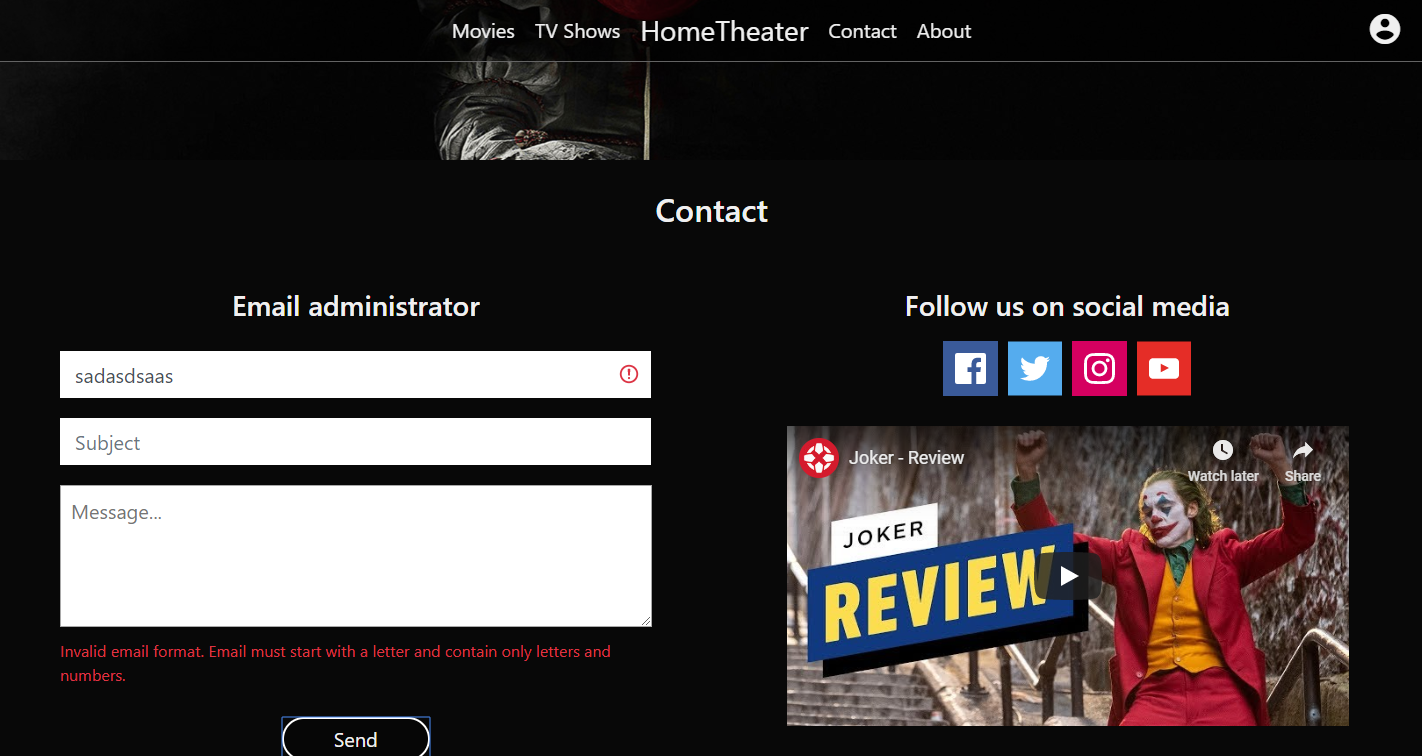 Movies TV Shows HomeTheater Contact About
Contact
Email administrator
sadasdsaas
Subject
Message...
Invalid email format. Email must start with a letter and contain only letters and
numbers.
Send
Follow us on social media
Joker - Review
Watch later Share
JOKER
REVIEW